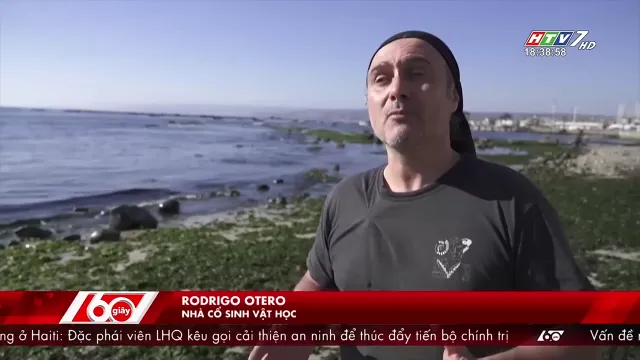 HTV7 HD
18:38:58
RODRIGO OTERO
NHÀ CỔ SINH VẬT HỌC
60 giây
ng ở Haiti: Đặc phái viên LHQ kêu gọi cải thiện an ninh để thúc đẩy tiến bộ chính trị 60 Vấn đề